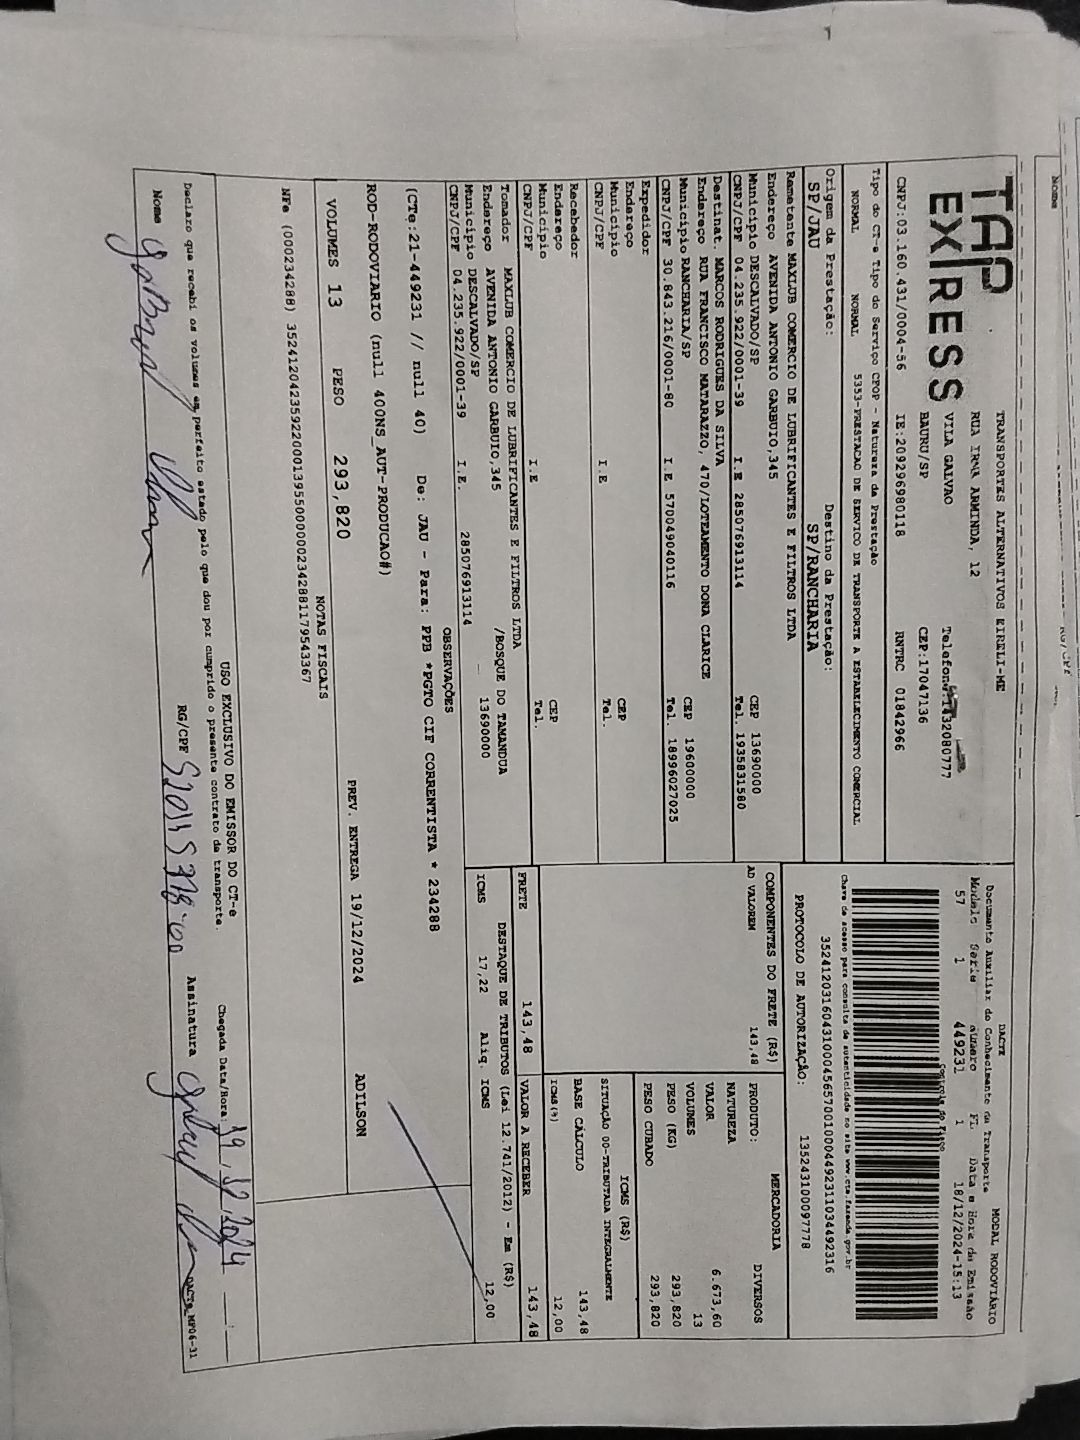 TAP EXPRESS
TRANSPORTES ALTERNATIVOS EIRELI-ME
RUA IRMA ARMINDA, 12
VILA GALVAO
BAURU/SP
CEP:17047136
CNPJ:03.160.431/0004-56 IE:209296980118 RNTRC 01842966
Tipo do CT-e Tipo do Serviço CFOP - Natureza da Prestação
NORMAL NORMAL 5353-PRESTACAO DE SERVICO DE TRANSPORTE A ESTABELECIMENTO COMERCIAL
Origem da Prestação: Destino da Prestação:
SP/JAU SP/RANCHARIA
Remetente MAXLUB COMERCIO DE LUBRIFICANTES E FILTROS LTDA
Endereço AVENIDA ANTONIO GARBUIO,345
Município DESCALVADO/SP CEP 13690000
CNPJ/CPF 04.235.922/0001-39 I.E 285076913114 Tel. 1935831580
Destinat. MARCOS RODRIGUES DA SILVA
Endereço RUA FRANCISCO MATARAZZO, 470/LOTEAMENTO DONA CLARICE
Município RANCHARIA/SP CEP 19600000
CNPJ/CPF 30.843.216/0001-80 I.E 570049040116 Tel. 18996027025
Expedidor
Endereço
Município CEP
CNPJ/CPF I.E Tel.
Recebedor
Endereço
Município CEP
CNPJ/CPF I.E Tel.
Tomador MAXLUB COMERCIO DE LUBRIFICANTES E FILTROS LTDA
Endereço AVENIDA ANTONIO GARBUIO,345 /BOSQUE DO TAMANDUA
Município DESCALVADO/SP 13690000
CNPJ/CPF 04.235.922/0001-39 I.E. 285076913114
DACTE MODAL RODOVIÁRIO
Documento Auxiliar do Conhecimento de Transporte
Modelo Serie Número FL Data e Hora da Emissão
57 1 449231 1 18/12/2024-15:13
Controle do Fisco
Chave de acesso para consulta de autenticidade no site www.cte.fazenda.gov.br
35241203160431000456570010004492311034492316
PROTOCOLO DE AUTORIZAÇÃO: 135243100097778
COMPONENTES DO FRETE (R$)
AD VALOREM 143,48
MERCADORIA
PRODUTO: DIVERSOS
NATUREZA
VALOR 6.673,60
VOLUMES 13
PESO (KG) 293,820
PESO CUBADO 293,820
ICMS (R$)
SITUAÇÃO 00-TRIBUTADA INTEGRALMENTE
BASE CÁLCULO 143,48
ICMS(%) 12,00
FRETE 143,48 VALOR A RECEBER 143,48
DESTAQUE DE TRIBUTOS (Lei 12.741/2012) - Em (R$)
ICMS 17,22 Aliq. ICMS 12,00
OBSERVAÇÕES
(CTe:21-449231 // null 40) De: JAU - Para: PPB *PGTO CIF CORRENTISTA * 234288
ROD-RODOVIARIO (null 400NS_AUT-PRODUCAO#)
VOLUMES 13 PESO 293,820 PREV. ENTREGA 19/12/2024 ADILSON
NOTAS FISCAIS
NFe (000234288) 35241204235922000139550000002342881179543367
USO EXCLUSIVO DO EMISSOR DO CT-e
Declaro que recebi os volumes em perfeito estado pelo que dou por cumprido o presente contrato de transporte. Chegada Data/Hora 19,12,2024
Nome RG/CPF Assinatura
DACTe_MP06-31